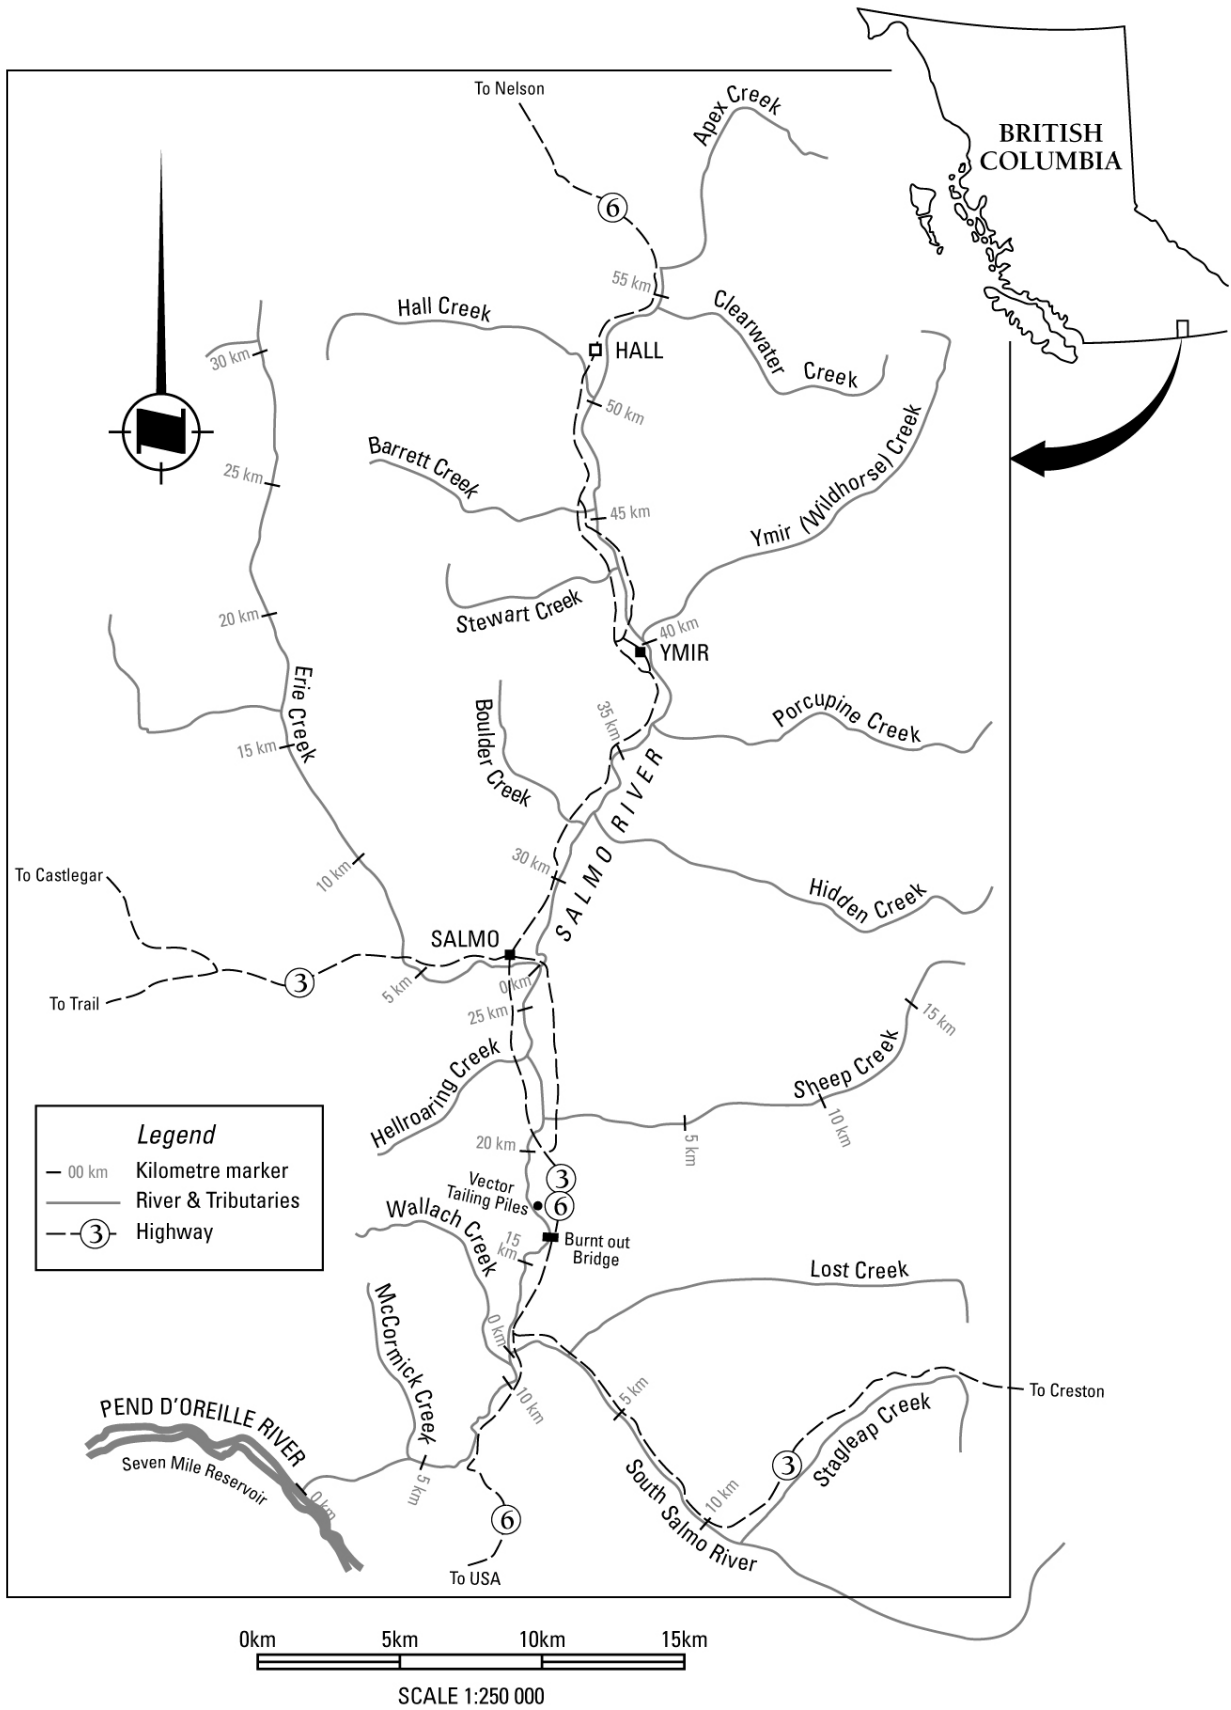 To Nelson
Apex Creek
BRITISH
COLUMBIA
6
55 km
Hall Creek
Clearwater
Creek
HALL
30 km
50 km
Barrett Creek
25 km
45 km
Ymir (Wildhorse) Creek
Stewart Creek
20 km
40 km
YMIR
Erie Creek
Boulder Creek
35 km
Porcupine Creek
15 km
SALMO RIVER
30 km
10 km
To Castlegar
Hidden Creek
SALMO
3
5 km
0 km
To Trail
25 km
15 km
Hellroaring Creek
Sheep Creek
10 km
5 km
20 km
Legend
00 km Kilometre marker
River & Tributaries
3 Highway
3
Vector
Tailing Piles
6
Wallach Creek
15
km
Burnt out
Bridge
Lost Creek
McCormick Creek
0 km
10 km
5 km
To Creston
PEND D'OREILLE RIVER
Seven Mile Reservoir
Stagleap Creek
3
5 km
0 km
South Salmo River
10 km
6
To USA
0km 5km 10km 15km
SCALE 1:250 000